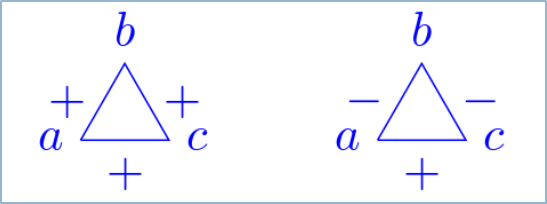 b b
+ + − −
a c a c
+ +